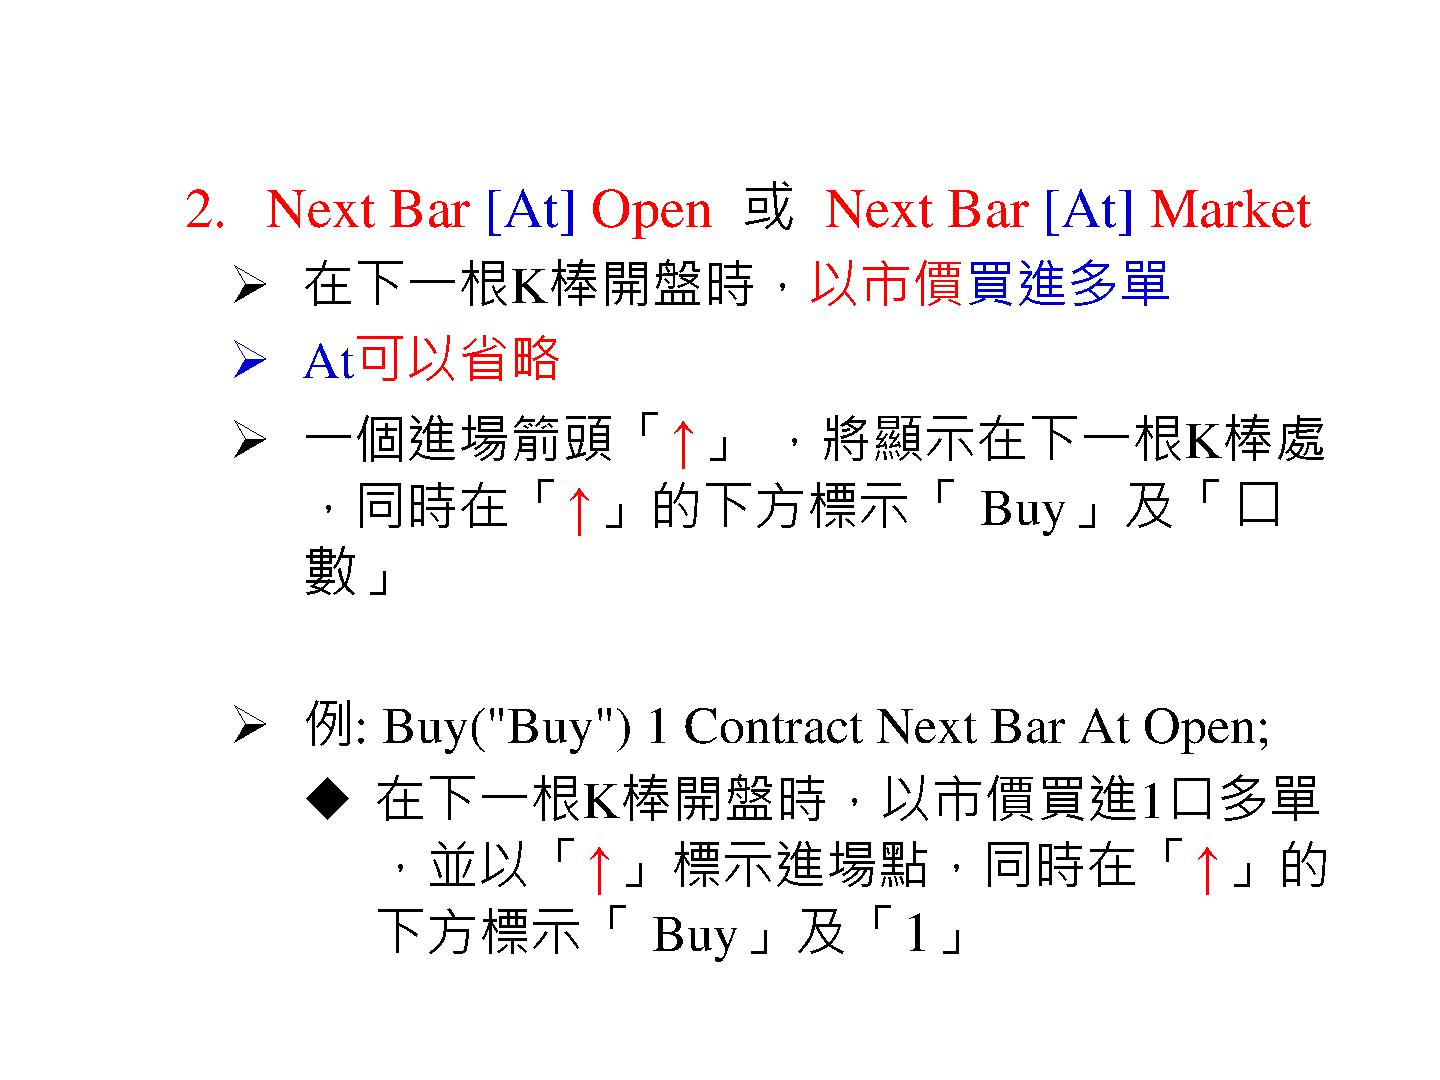 2. Next Bar [At] Open 或 Next Bar [At] Market
➢ 在下一根K棒開盤時，以市價買進多單
➢ At可以省略
➢ 一個進場箭頭「↑」 ，將顯示在下一根K棒處
，同時在「↑」的下方標示「 Buy」及「口
數」
➢ 例: Buy("Buy") 1 Contract Next Bar At Open;
◆ 在下一根K棒開盤時，以市價買進1口多單
，並以「↑」標示進場點，同時在「↑」的
下方標示「 Buy」及「1」